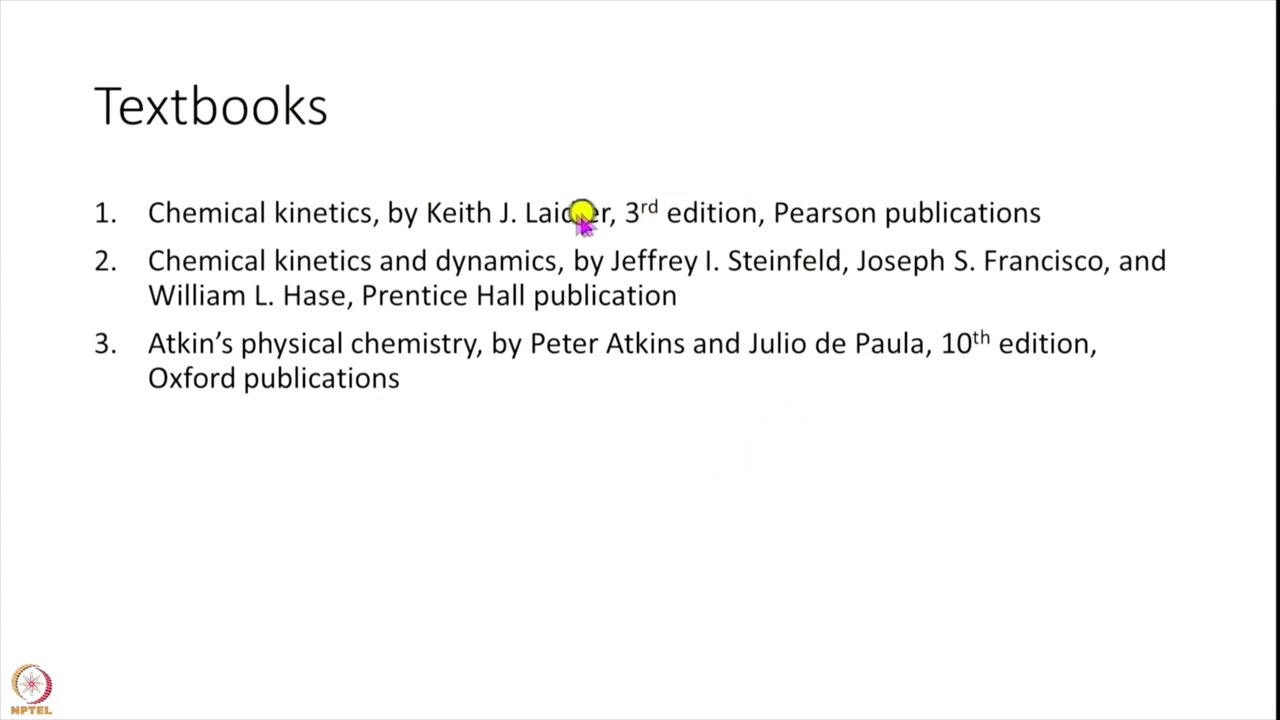 Textbooks
1. Chemical kinetics, by Keith J. , 3rd edition, Pearson publications
2. Chemical kinetics and dynamics, by Jeffrey I. Steinfeld, Joseph S. Francisco, and
William L. Hase, Prentice Hall publication
3. Atkin’s physical chemistry, by Peter Atkins and Julio de Paula, 10th edition,
Oxford publications
NPTEL